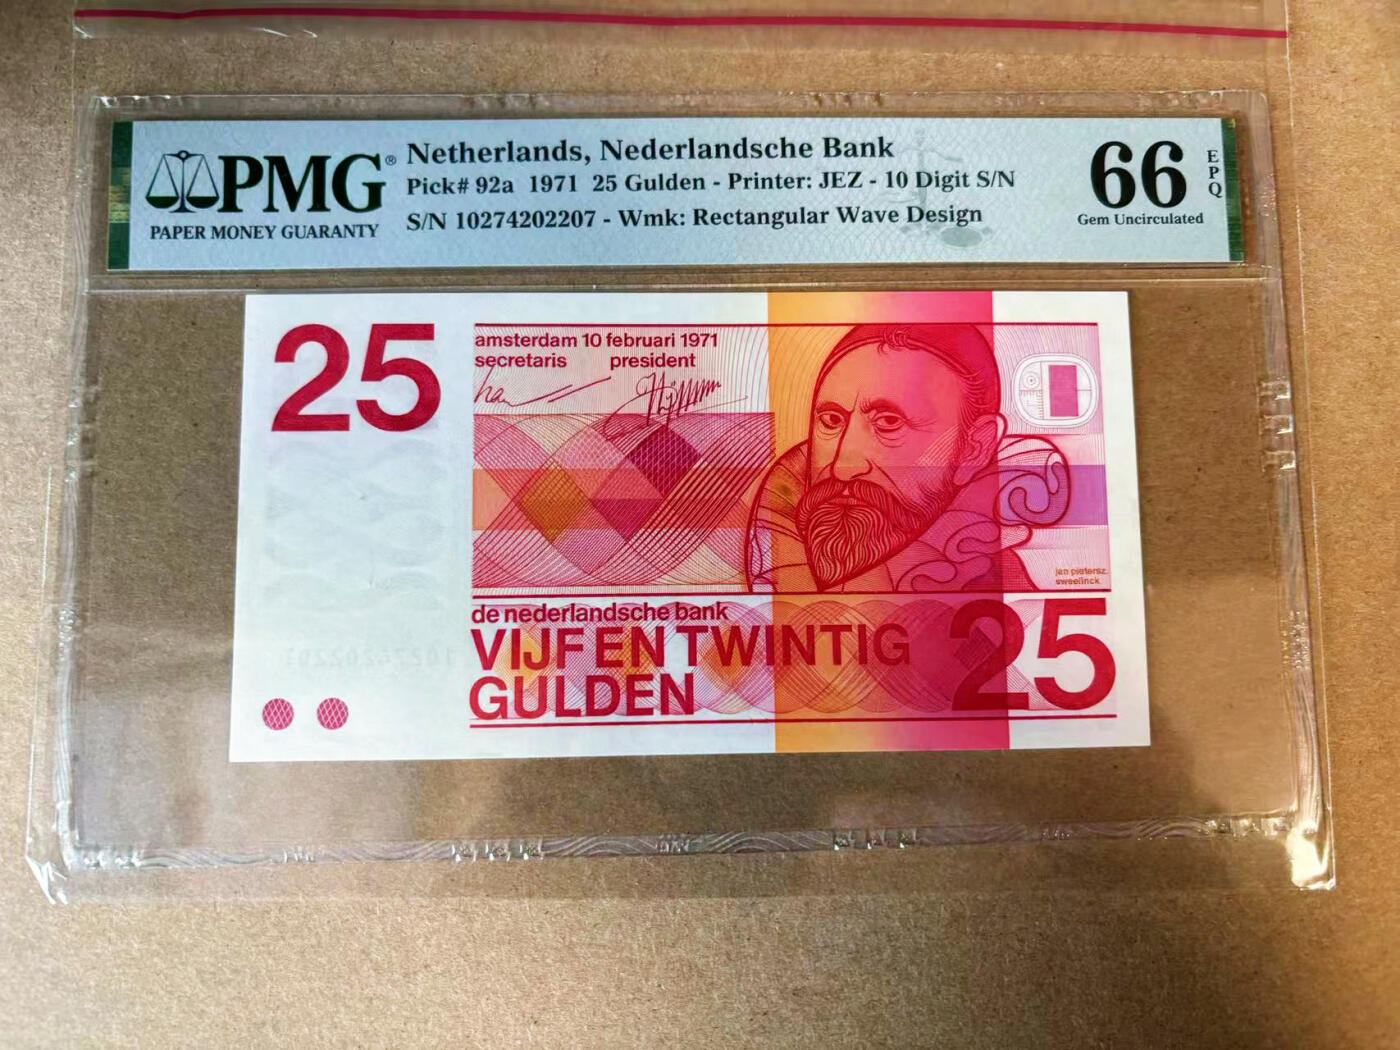 PMG®
PAPER MONEY GUARANTY
Netherlands, Nederlandsche Bank
Pick# 92a 1971 25 Gulden - Printer: JEZ - 10 Digit S/N
S/N 10274202207 - Wmk: Rectangular Wave Design
66
EPQ
Gem Uncirculated
25
amsterdam 10 februari 1971
secretaris president
jan pietersz.
sweelinck
de nederlandsche bank
VIJFENTWINTIG
GULDEN
25